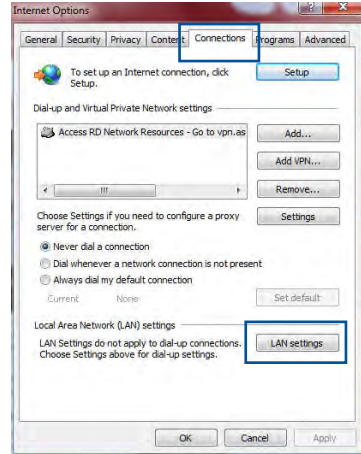 Internet Options
General Security Privacy Content Connections Programs Advanced
To set up an Internet connection, click Setup.
Setup
Dial-up and Virtual Private Network settings
Access RD Network Resources - Go to vpn.as
Add...
Add VPN...
Remove...
Choose Settings if you need to configure a proxy
server for a connection.
Settings
Never dial a connection
Dial whenever a network connection is not present
Always dial my default connection
Current None
Set default
Local Area Network (LAN) settings
LAN Settings do not apply to dial-up connections.
Choose Settings above for dial-up settings.
LAN settings
OK Cancel Apply